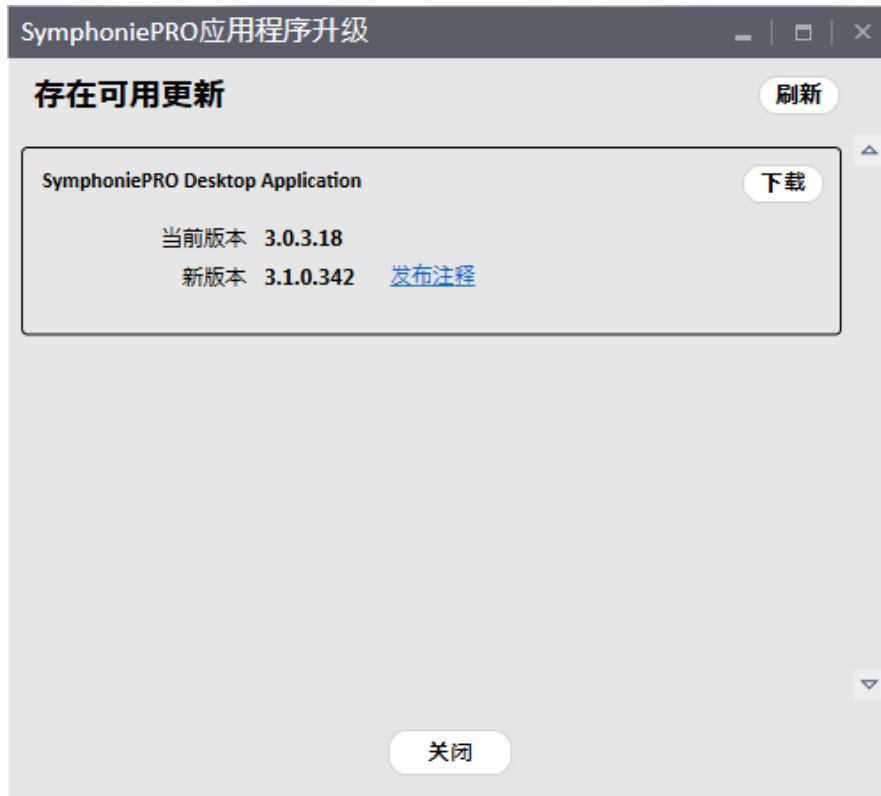 SymphoniePRO应用程序升级
存在可用更新
刷新
SymphoniePRO Desktop Application
下载
当前版本 3.0.3.18
新版本 3.1.0.342 发布注释
关闭